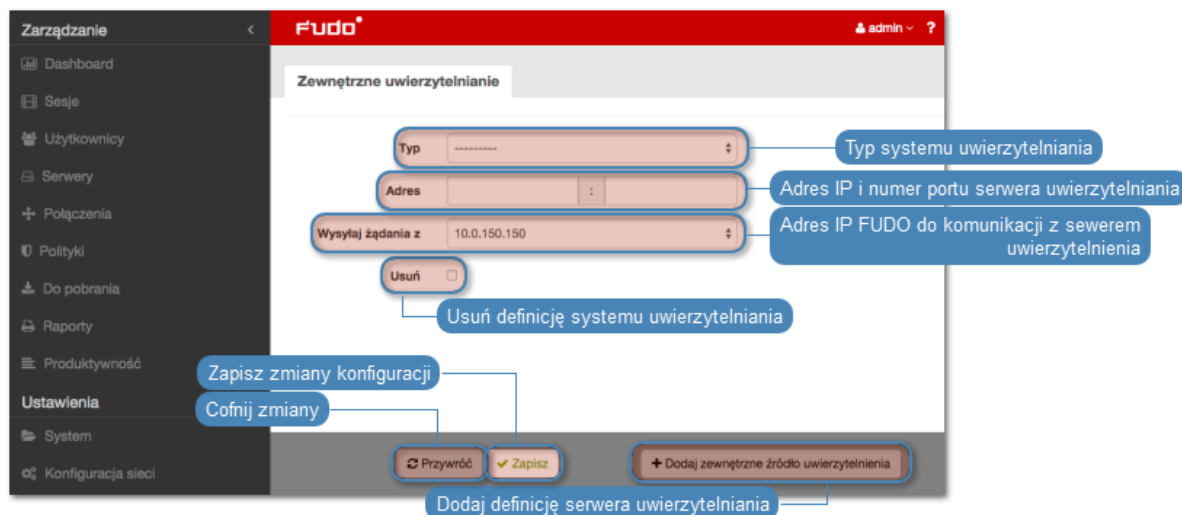 Zarządzanie
FUDO
admin
?
Dashboard
Sesje
Użytkownicy
Serwery
Połączenia
Polityki
Do pobrania
Raporty
Produktywność
Ustawienia
System
Konfiguracja sieci
Zewnętrzne uwierzytelnianie
Typ
---------
Typ systemu uwierzytelniania
Adres
:
Adres IP i numer portu serwera uwierzytelniania
Wysyłaj żądania z
10.0.150.150
Adres IP FUDO do komunikacji z sewerem
uwierzytelnienia
Usuń
Usuń definicję systemu uwierzytelniania
Zapisz zmiany konfiguracji
Cofnij zmiany
Przywróć
Zapisz
+ Dodaj zewnętrzne źródło uwierzytelnienia
Dodaj definicję serwera uwierzytelniania